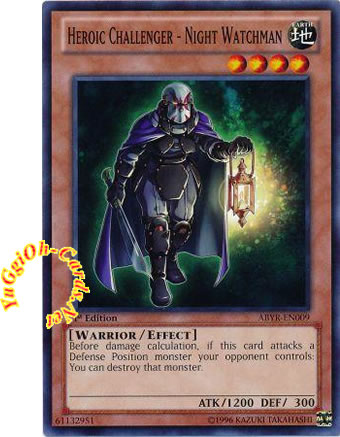 HEROIC CHALLENGER - NIGHT WATCHMAN
EARTH
地
YuGgiOh-Cards.Net
1st Edition
ABYR-EN009
[WARRIOR / EFFECT]
Before damage calculation, if this card attacks a
Defense Position monster your opponent controls:
You can destroy that monster.
ATK/1200 DEF/ 300
61132951
©1996 KAZUKI TAKAHASHI